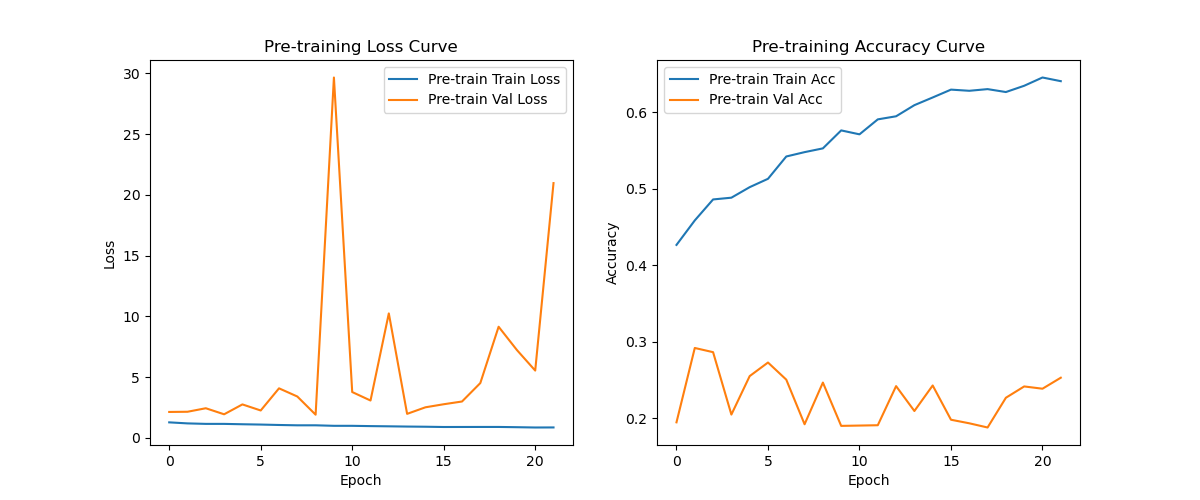 Pre-training Loss Curve
Pre-train Train Loss
Pre-train Val Loss
30
25
20
15
10
5
0
Loss
0 5 10 15 20
Epoch
Pre-training Accuracy Curve
Pre-train Train Acc
Pre-train Val Acc
0.6
0.5
0.4
0.3
0.2
Accuracy
0 5 10 15 20
Epoch